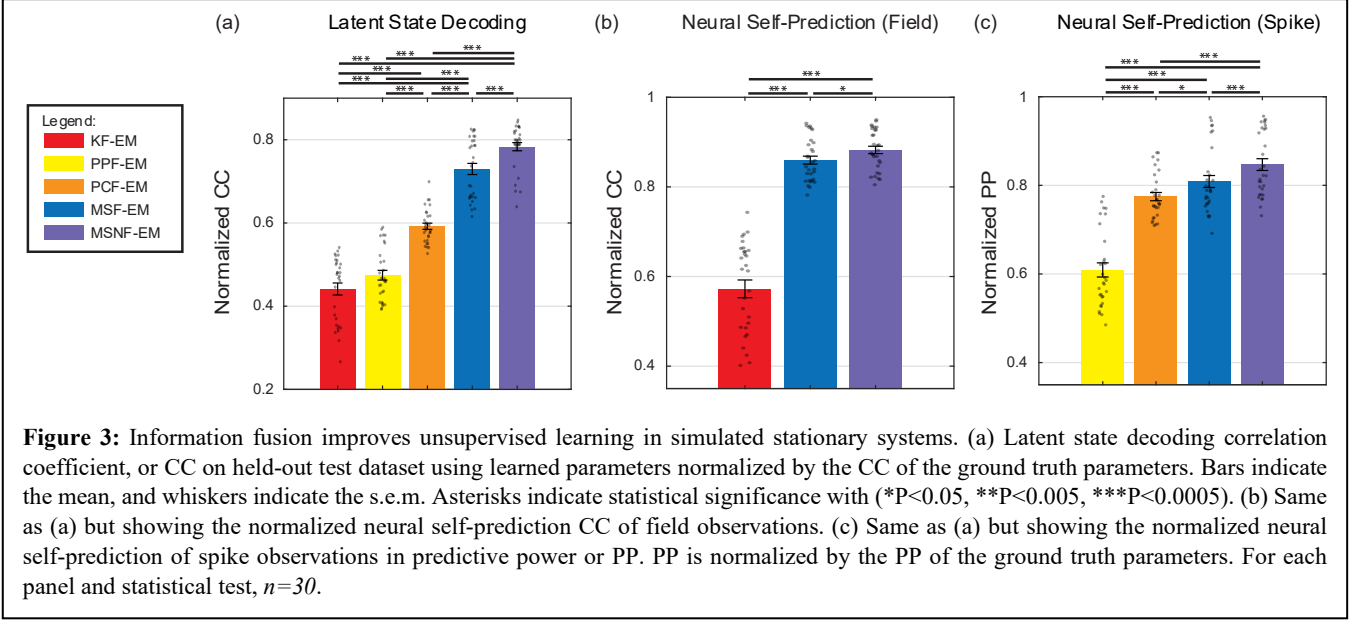 (a) Latent State Decoding
*** 
*** ***
***
*** ***
*** *** ***
Normalized CC
0.8
0.6
0.4
0.2
(b) Neural Self-Prediction (Field)
***
*** *
Normalized CC
1
0.8
0.6
0.4
(c) Neural Self-Prediction (Spike)
*** ***
***
*** * ***
Normalized PP
1
0.8
0.6
0.4
Legend:
KF-EM
PPF-EM
PCF-EM
MSF-EM
MSNF-EM
Figure 3: Information fusion improves unsupervised learning in simulated stationary systems. (a) Latent state decoding correlation
coefficient, or CC on held-out test dataset using learned parameters normalized by the CC of the ground truth parameters. Bars indicate
the mean, and whiskers indicate the s.e.m. Asterisks indicate statistical significance with (*P<0.05, **P<0.005, ***P<0.0005). (b) Same
as (a) but showing the normalized neural self-prediction CC of field observations. (c) Same as (a) but showing the normalized neural
self-prediction of spike observations in predictive power or PP. PP is normalized by the PP of the ground truth parameters. For each
panel and statistical test, n=30.